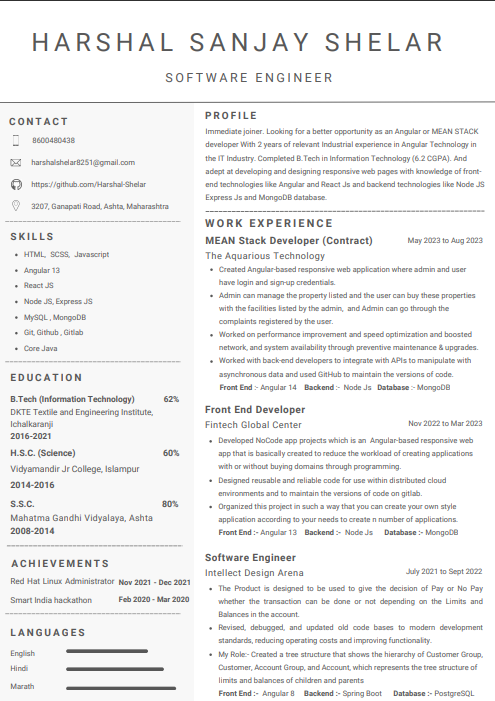 HARSHAL SANJAY SHELAR
SOFTWARE ENGINEER
CONTACT
8600480438
harshalshelar8251@gmail.com
https://github.com/Harshal-Shelar
3207, Ganapati Road, Ashta, Maharashtra
SKILLS
• HTML, SCSS, Javascript
• Angular 13
• React JS
• Node JS, Express JS
• MySQL , MongoDB
• Git, Github , Gitlab
• Core Java
EDUCATION
B.Tech (Information Technology) 62%
DKTE Textile and Engineering Institute,
Ichalkaranji
2016-2021
H.S.C. (Science) 60%
Vidyamandir Jr College, Islampur
2014-2016
S.S.C. 80%
Mahatma Gandhi Vidyalaya, Ashta
2008-2014
ACHIEVEMENTS
Red Hat Linux Administrator Nov 2021 - Dec 2021
Smart India hackathon Feb 2020 - Mar 2020
LANGUAGES
English
Hindi
Marath
PROFILE
Immediate joiner. Looking for a better opportunity as an Angular or MEAN STACK
developer With 2 years of relevant Industrial experience in Angular Technology in
the IT Industry. Completed B.Tech in Information Technology (6.2 CGPA). And
adept at developing and designing responsive web pages with knowledge of front-
end technologies like Angular and React Js and backend technologies like Node JS
Express Js and MongoDB database.
WORK EXPERIENCE
MEAN Stack Developer (Contract) May 2023 to Aug 2023
The Aquarious Technology
• Created Angular-based responsive web application where admin and user
have login and sign-up credentials.
• Admin can manage the property listed and the user can buy these properties
with the facilities listed by the admin, and Admin can go through the
complaints registered by the user.
• Worked on performance improvement and speed optimization and boosted
network, and system availability through preventive maintenance & upgrades.
• Worked with back-end developers to integrate with APIs to manipulate with
asynchronous data and used GitHub to maintain the versions of code.
Front End :- Angular 14 Backend :- Node Js Database :- MongoDB
Front End Developer
Fintech Global Center Nov 2022 to Mar 2023
• Developed NoCode app projects which is an Angular-based responsive web
app that is basically created to reduce the workload of creating applications
with or without buying domains through programming.
• Designed reusable and reliable code for use within distributed cloud
environments and to maintain the versions of code on gitlab.
• Organized this project in such a way that you can create your own style
application according to your needs to create n number of applications.
Front End :- Angular 13 Backend :- Node Js Database :- MongoDB
Software Engineer
Intellect Design Arena July 2021 to Sept 2022
• The Product is designed to be used to give the decision of Pay or No Pay
whether the transaction can be done or not depending on the Limits and
Balances in the account.
• Revised, debugged, and updated old code bases to modern development
standards, reducing operating costs and improving functionality.
• My Role:- Created a tree structure that shows the hierarchy of Customer Group,
Customer, Account Group, and Account, which represents the tree structure of
limits and balances of children and parents
Front End :- Angular 8 Backend :- Spring Boot Database :- PostgreSQL